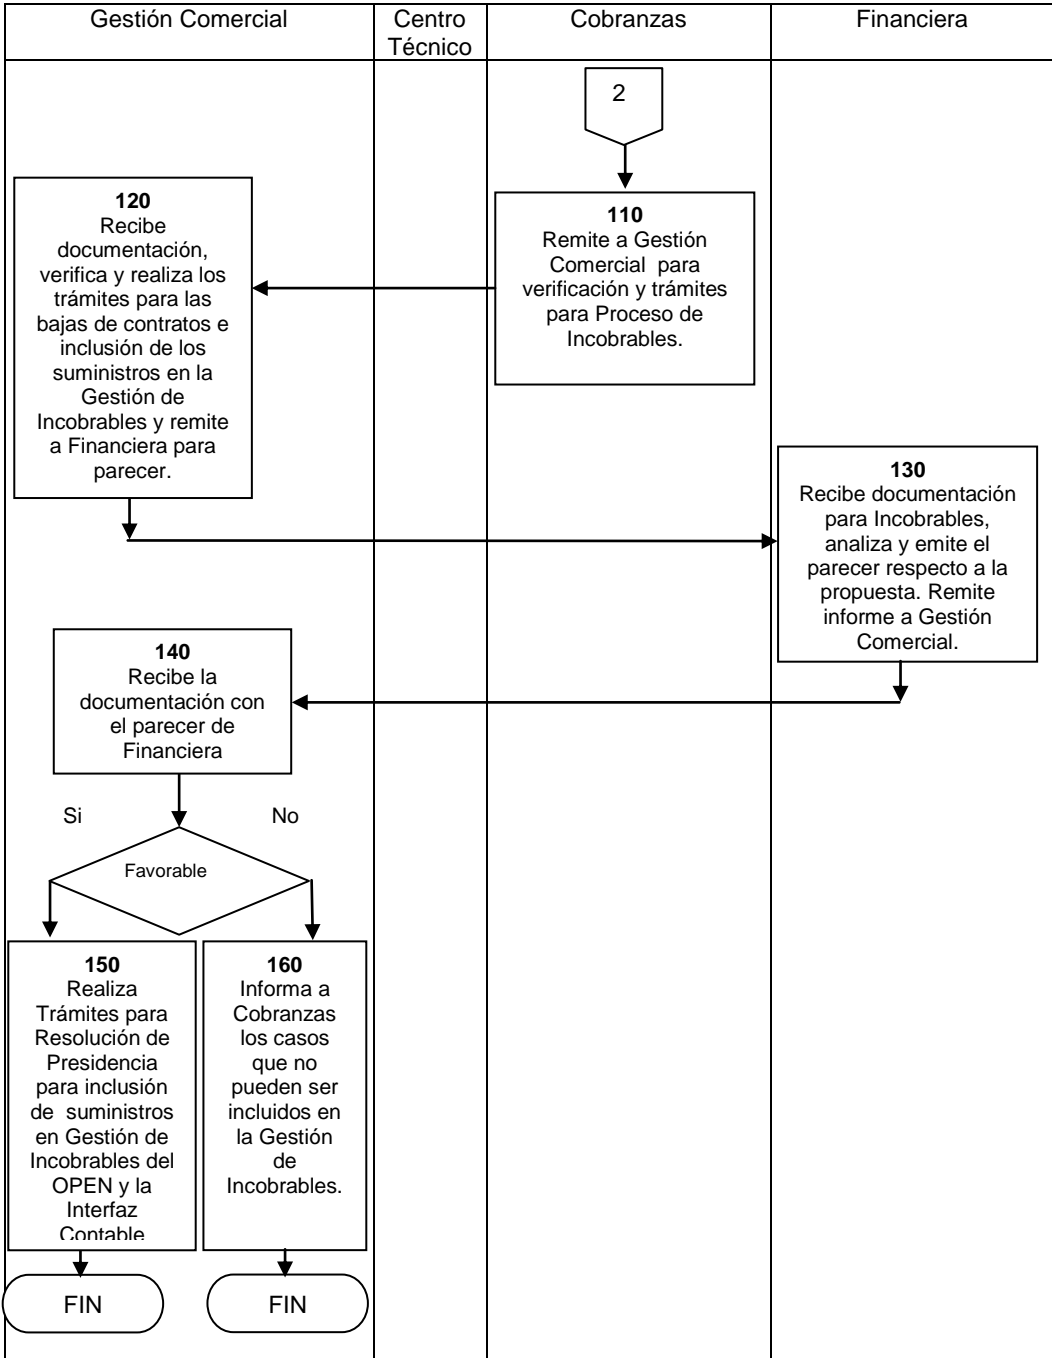 Gestión Comercial
Centro
Técnico
Cobranzas
Financiera
2
110
Remite a Gestión
Comercial para
verificación y trámites
para Proceso de
Incobrables.
120
Recibe
documentación,
verifica y realiza los
trámites para las
bajas de contratos e
inclusión de los
suministros en la
Gestión de
Incobrables y remite
a Financiera para
parecer.
130
Recibe documentación
para Incobrables,
analiza y emite el
parecer respecto a la
propuesta. Remite
informe a Gestión
Comercial.
140
Recibe la
documentación con
el parecer de
Financiera
Si
No
Favorable
150
Realiza
Trámites para
Resolución de
Presidencia
para inclusión
de suministros
en Gestión de
Incobrables del
OPEN y la
Interfaz
Contable
160
Informa a
Cobranzas
los casos
que no
pueden ser
incluidos en
la Gestión
de
Incobrables.
FIN
FIN